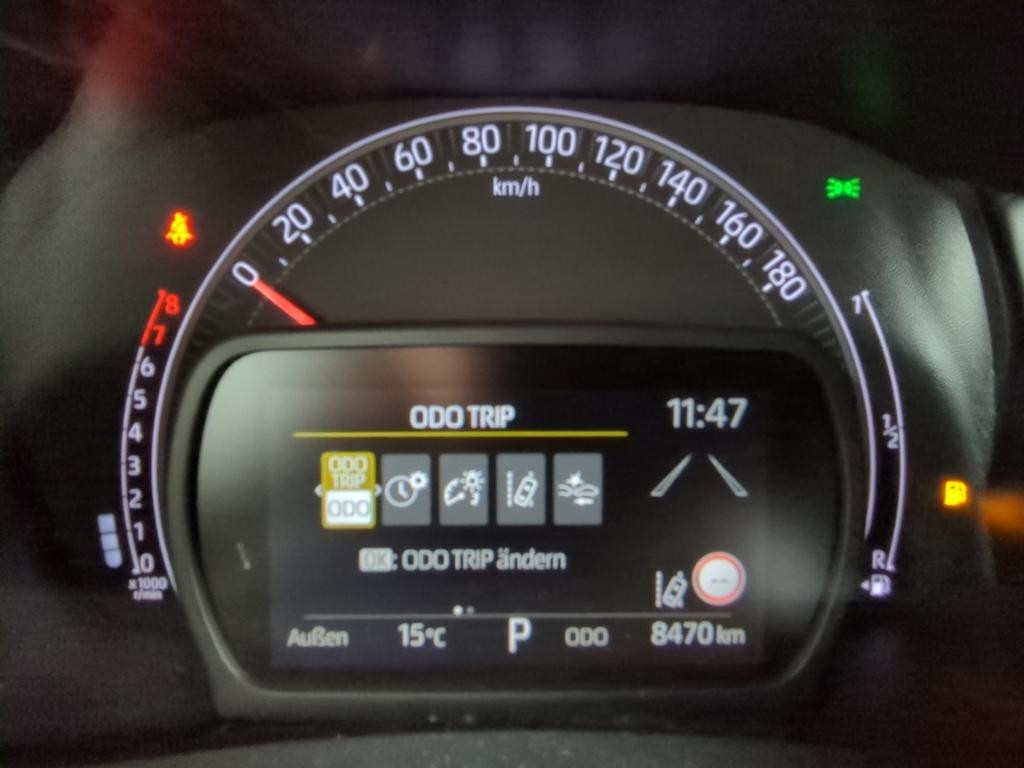 0 20 40 60 80 100 120 140 160 180
km/h
8
7
6
5
4
3
2
1
0
x1000
r/min
1
1/2
R
ODO TRIP
11:47
ODO
TRIP
ODO
OK: ODO TRIP ändern
Außen 15°C P ODO 8470 km